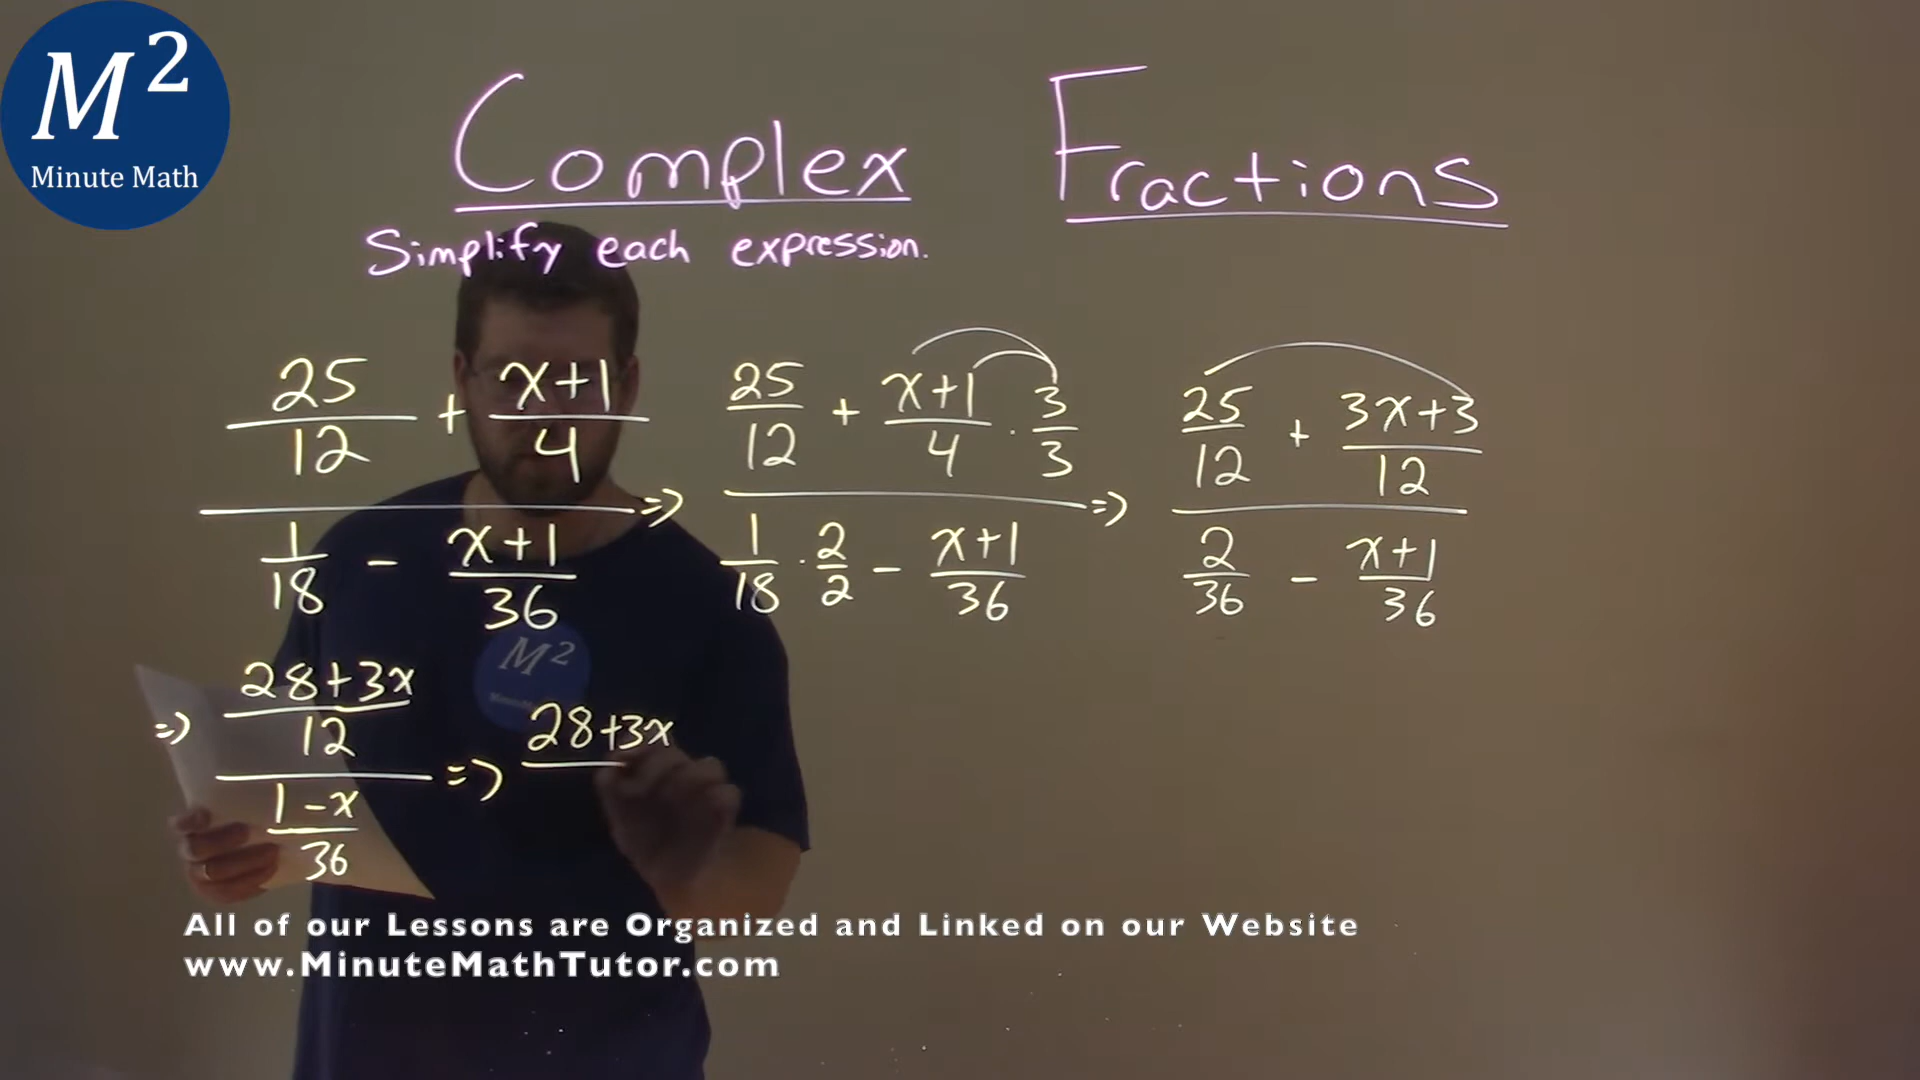 M²
Minute Math
Complex Fractions
Simplify each expression.
25/12 + x+1/4 => 25/12 + x+1/4 · 3/3 => 25/12 + 3x+3/12
1/18 - x+1/36 1/18 · 2/2 - x+1/36 2/36 - x+1/36
M²
=> 28+3x/12 => 28+3x
1-x/36
All of our Lessons are Organized and Linked on our Website
www.MinuteMathTutor.com